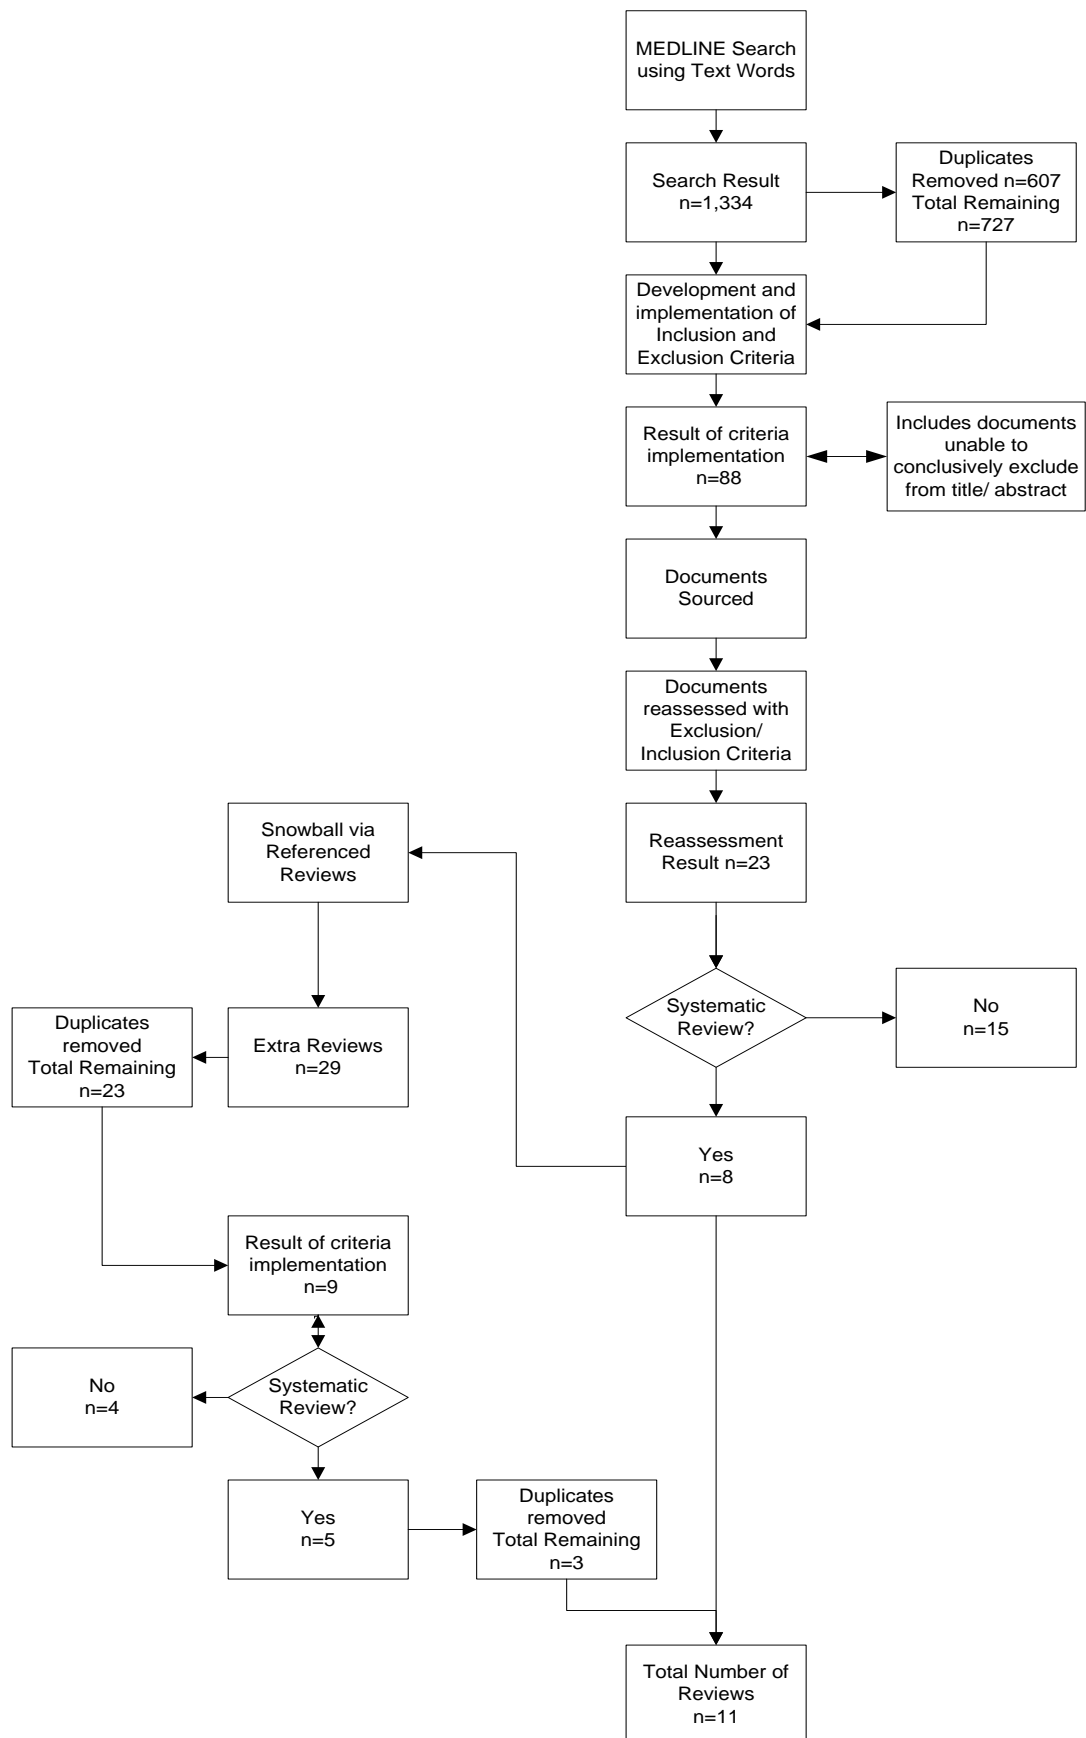 MEDLINE Search
using Text Words
Search Result
n=1,334
Duplicates
Removed n=607
Total Remaining
n=727
Development and
implementation of
Inclusion and
Exclusion Criteria
Result of criteria
implementation
n=88
Includes documents
unable to
conclusively exclude
from title/ abstract
Documents
Sourced
Documents
reassessed with
Exclusion/
Inclusion Criteria
Reassessment
Result n=23
Systematic
Review?
No
n=15
Yes
n=8
Snowball via
Referenced
Reviews
Extra Reviews
n=29
Duplicates
removed
Total Remaining
n=23
Result of criteria
implementation
n=9
Systematic
Review?
No
n=4
Yes
n=5
Duplicates
removed
Total Remaining
n=3
Total Number of
Reviews
n=11